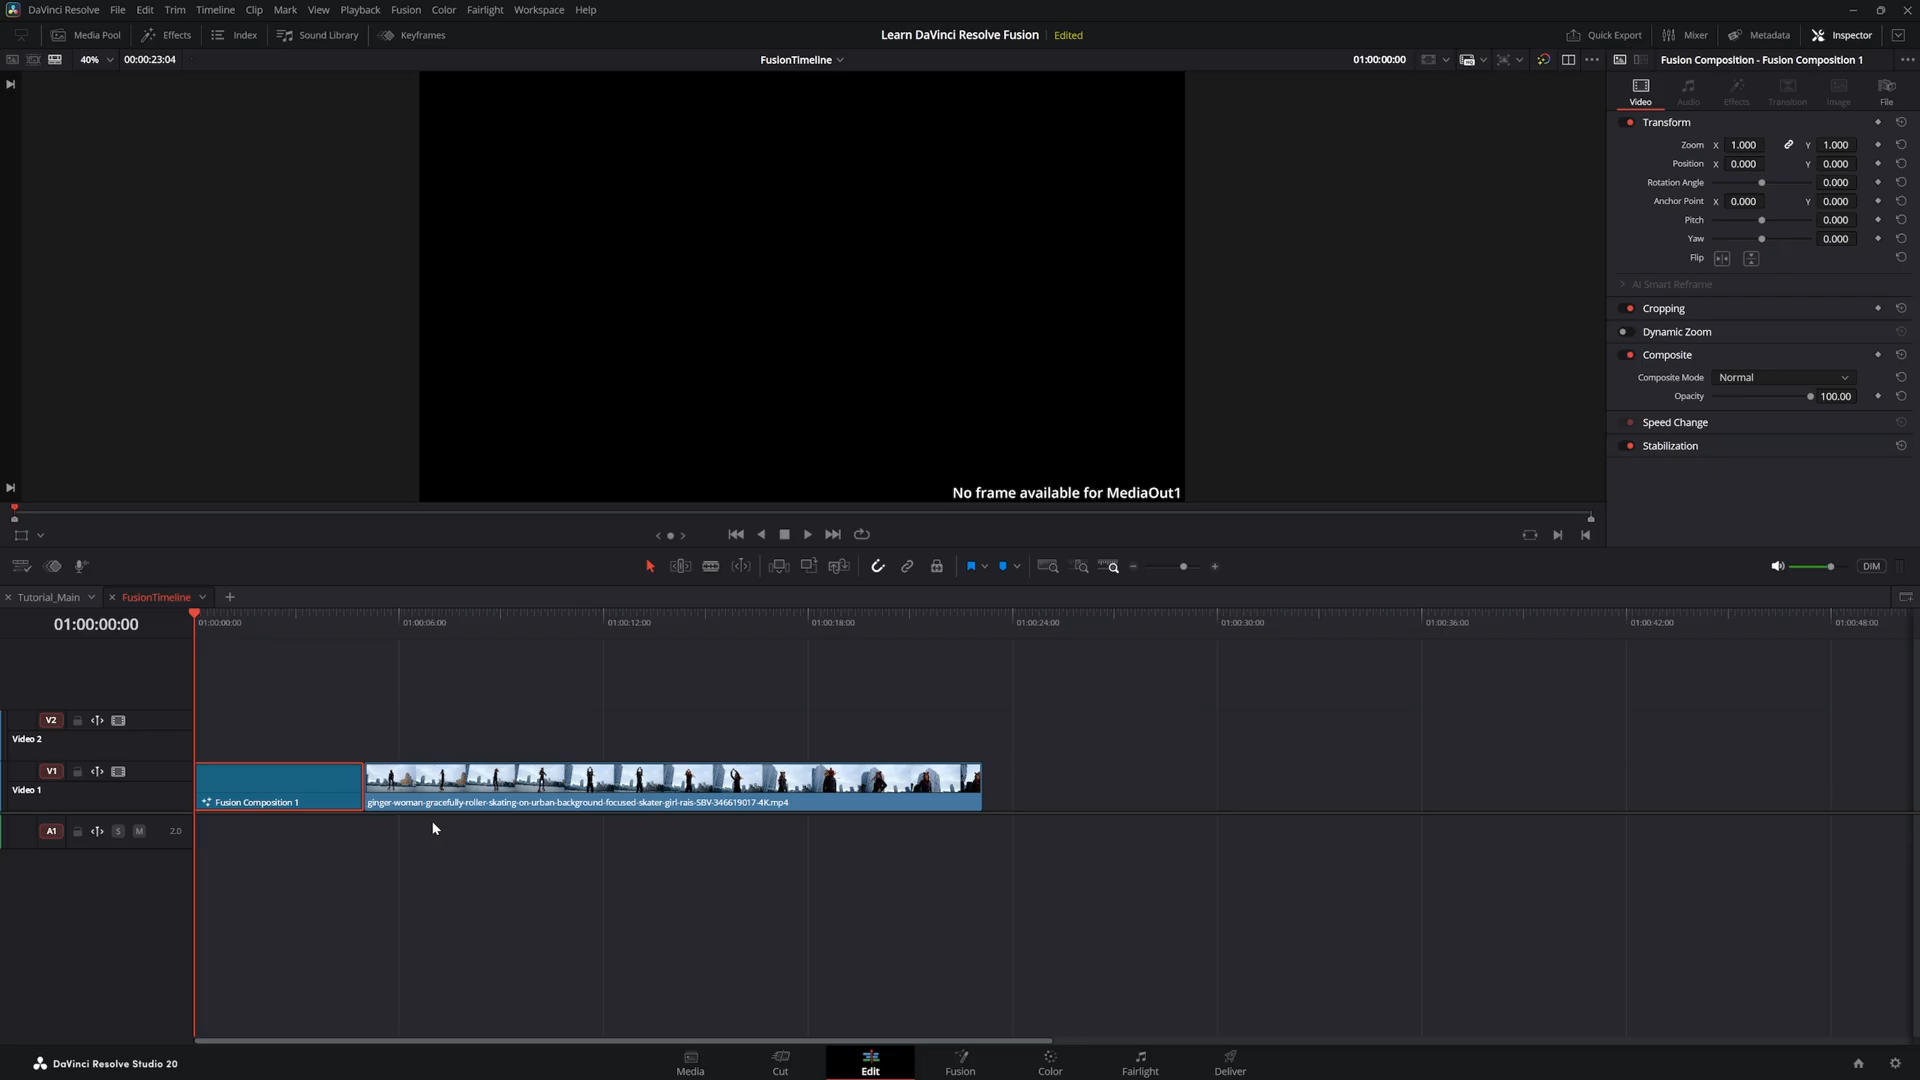 DaVinci Resolve File Edit Trim Timeline Clip Mark View Playback Fusion Color Fairlight Workspace Help
Media Pool Effects Index Sound Library Keyframes Learn DaVinci Resolve Fusion Edited Quick Export Mixer Metadata Inspector
40% 00:00:23:04 FusionTimeline 01:00:00:00 Fusion Composition - Fusion Composition 1
Video Audio Effects Transition Image File
Transform
Zoom X 1.000 Y 1.000
Position X 0.000 Y 0.000
Rotation Angle 0.000
Anchor Point X 0.000 Y 0.000
Pitch 0.000
Yaw 0.000
Flip
AI Smart Reframe
Cropping
Dynamic Zoom
Composite
Composite Mode Normal
Opacity 100.00
Speed Change
Stabilization
No frame available for MediaOut1
DIM
Tutorial_Main FusionTimeline
01:00:00:00 01:00:00:00 01:00:06:00 01:00:12:00 01:00:18:00 01:00:24:00 01:00:30:00 01:00:36:00 01:00:42:00 01:00:48:00
V2
Video 2
V1
Video 1
Fusion Composition 1 ginger-woman-gracefully-roller-skating-on-urban-background-focused-skater-girl-rais-SBV-346619017-4K.mp4
A1 S M 2.0
DaVinci Resolve Studio 20 Media Cut Edit Fusion Color Fairlight Deliver